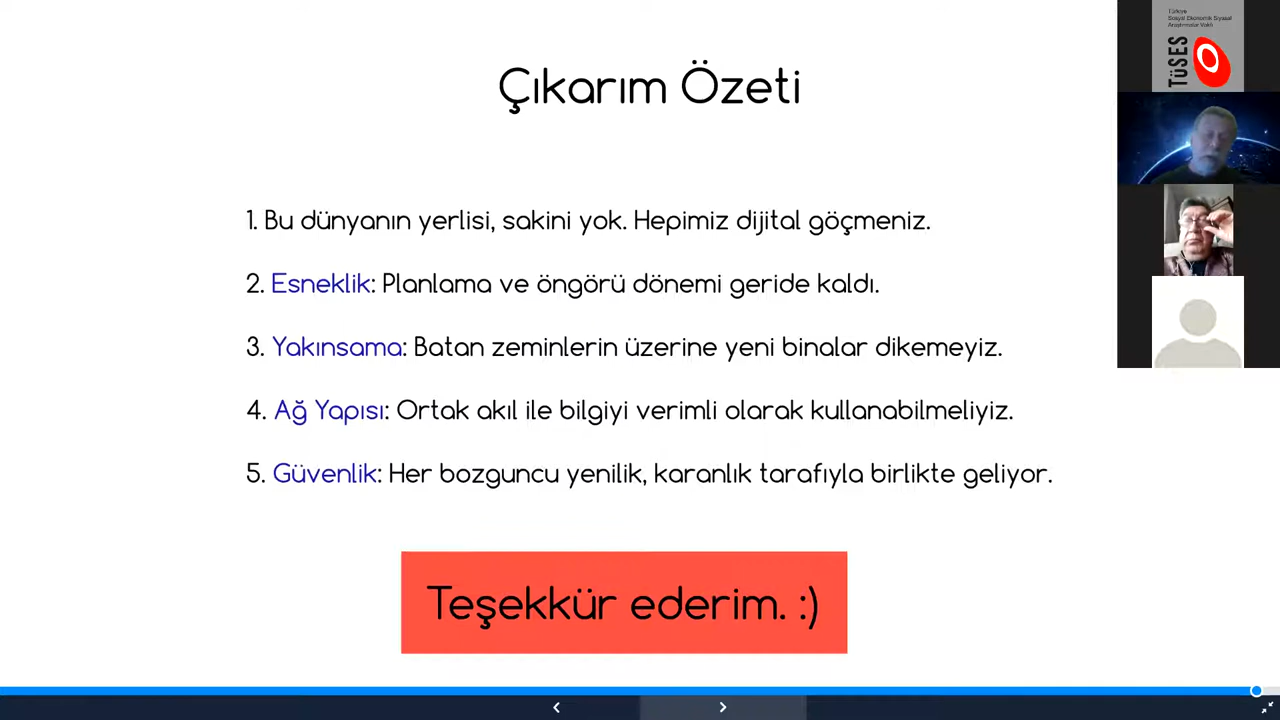 Çıkarım Özeti
1. Bu dünyanın yerlisi, sakini yok. Hepimiz dijital göçmeniz.
2. Esneklik: Planlama ve öngörü dönemi geride kaldı.
3. Yakınsama: Batan zeminlerin üzerine yeni binalar dikemeyiz.
4. Ağ Yapısı: Ortak akıl ile bilgiyi verimli olarak kullanabilmeliyiz.
5. Güvenlik: Her bozguncu yenilik, karanlık tarafıyla birlikte geliyor.
Teşekkür ederim. :)
Türkiye
Sosyal Ekonomik Siyasal
Araştırmalar Vakfı
TÜSES